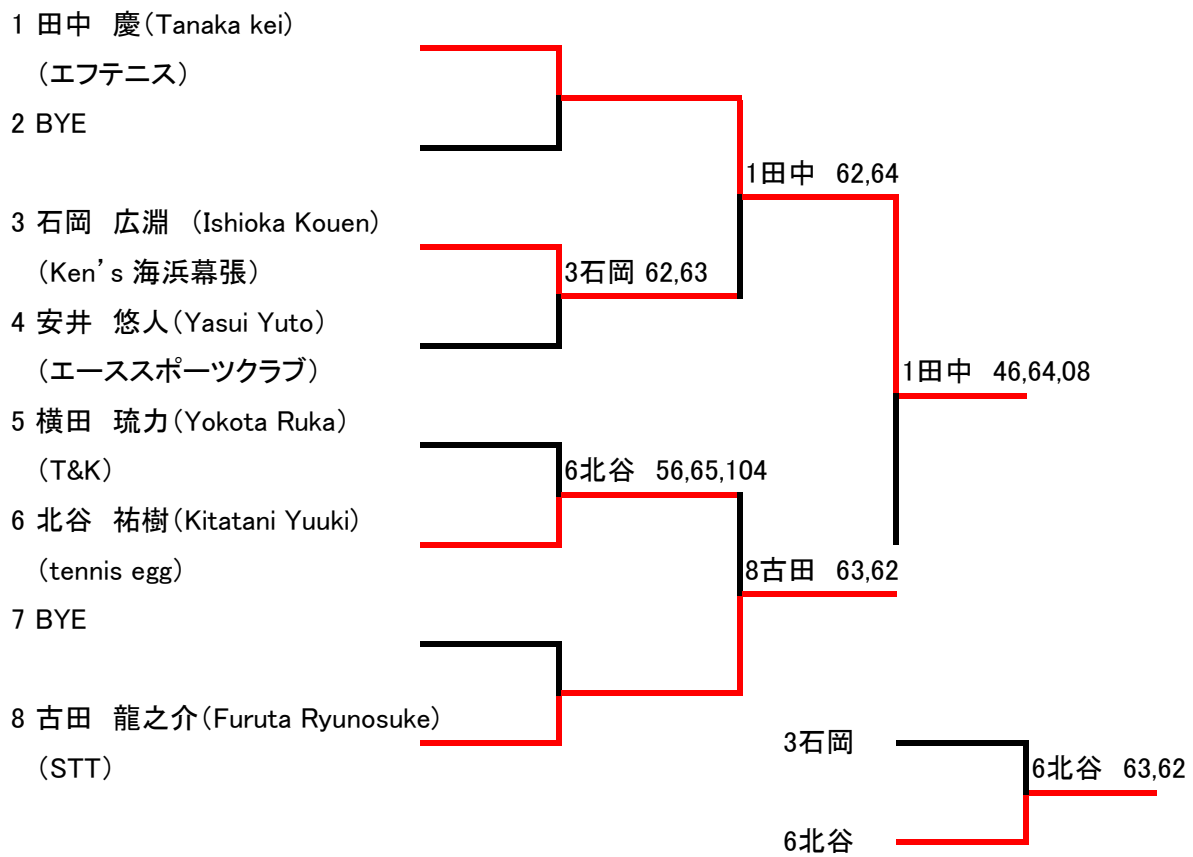 1 田中　慶(Tanaka kei)
(エフテニス)
2 BYE
1田中　62,64
3 石岡　広淵　(Ishioka Kouen)
(Ken's 海浜幕張)
3石岡 62,63
4 安井　悠人(Yasui Yuto)
(エーススポーツクラブ)
1田中　46,64,08
5 横田　琉力(Yokota Ruka)
(T&K)
6北谷　56,65,104
6 北谷　祐樹(Kitatani Yuuki)
(tennis egg)
8古田　63,62
7 BYE
8 古田　龍之介(Furuta Ryunosuke)
(STT)
3石岡
6北谷　63,62
6北谷